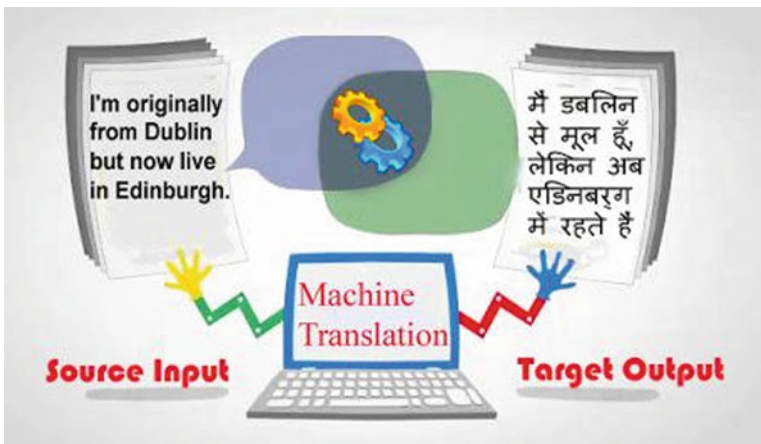 I'm originally
from Dublin
but now live
in Edinburgh.
मैं डबलिन
से मूल हूँ,
लेकिन अब
एडिनबर्ग
में रहते हैं
Machine
Translation
Source Input
Target Output